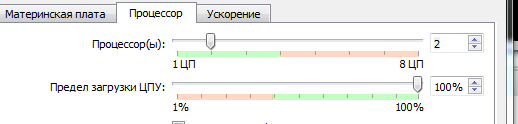 Материнская плата Процессор Ускорение
Процессор(ы): 2
1 ЦП 8 ЦП
Предел загрузки ЦПУ: 100%
1% 100%